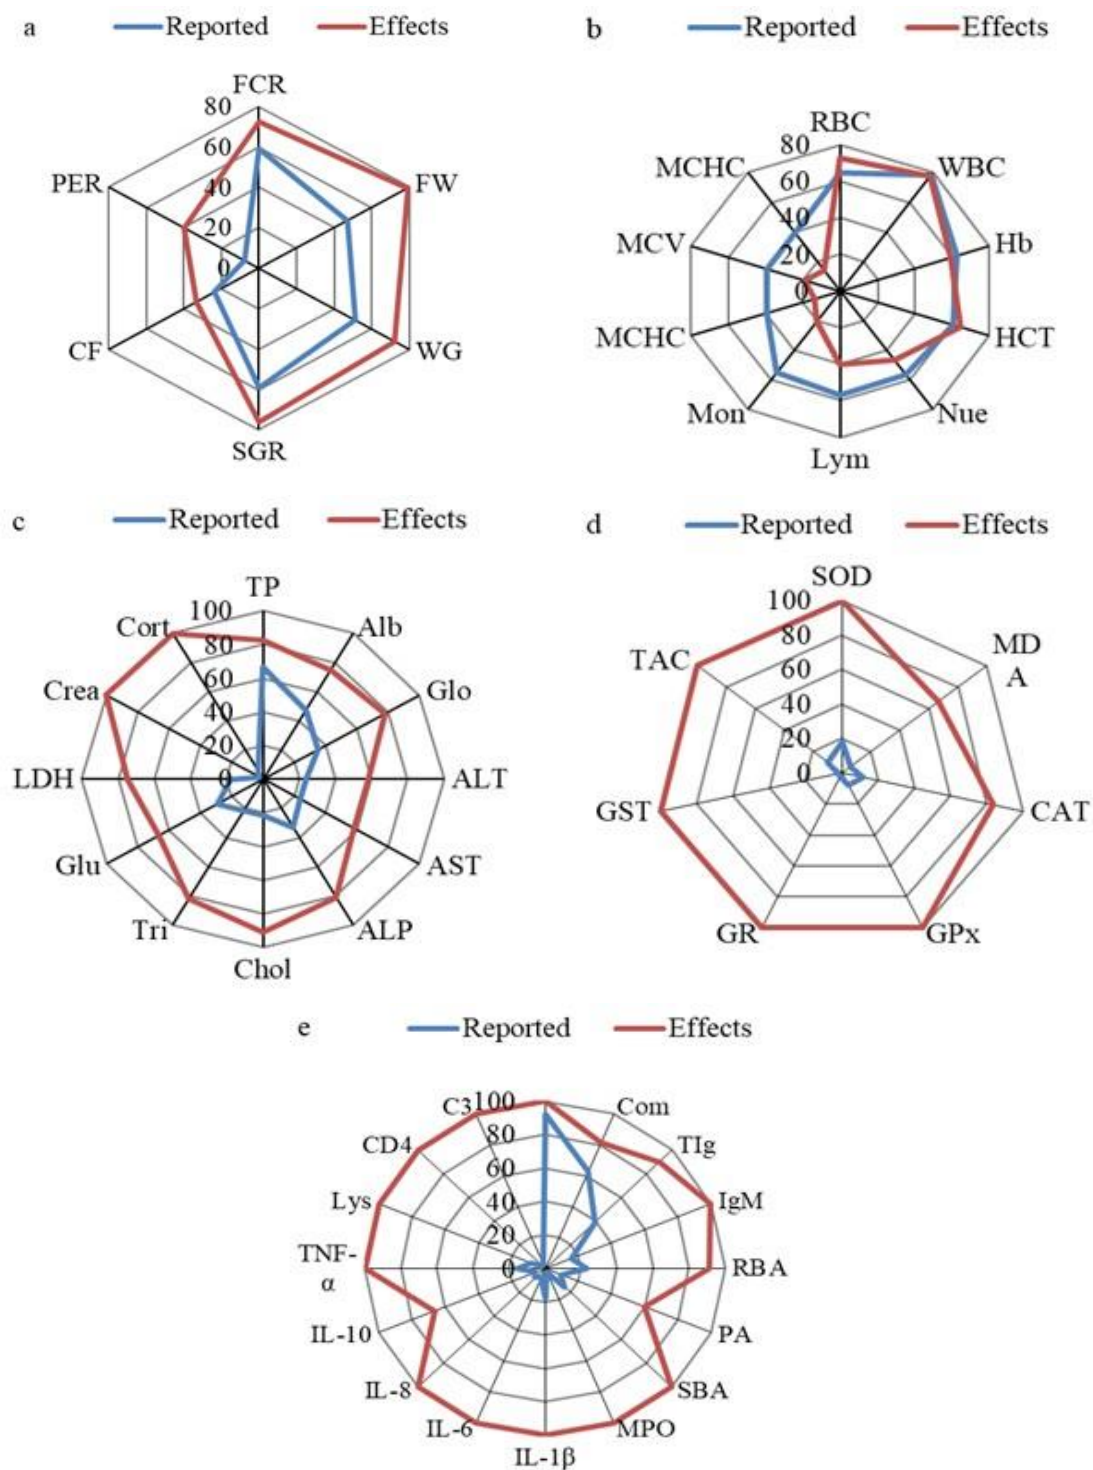 a Reported Effects
FCR
80
60
40
20
0
FW
WG
SGR
CF
PER
b Reported Effects
RBC
80
60
40
20
0
WBC
Hb
HCT
Nue
Lym
Mon
MCHC
MCV
MCHC
c Reported Effects
TP
100
80
60
40
20
0
Alb
Glo
ALT
AST
ALP
Chol
Tri
Glu
LDH
Crea
Cort
d Reported Effects
SOD
100
80
60
40
20
0
MD
A
CAT
GPx
GR
GST
TAC
e Reported Effects
100
80
60
40
20
0
Com
TIg
IgM
RBA
PA
SBA
MPO
IL-1β
IL-6
IL-8
IL-10
TNF-
α
Lys
CD4
C3